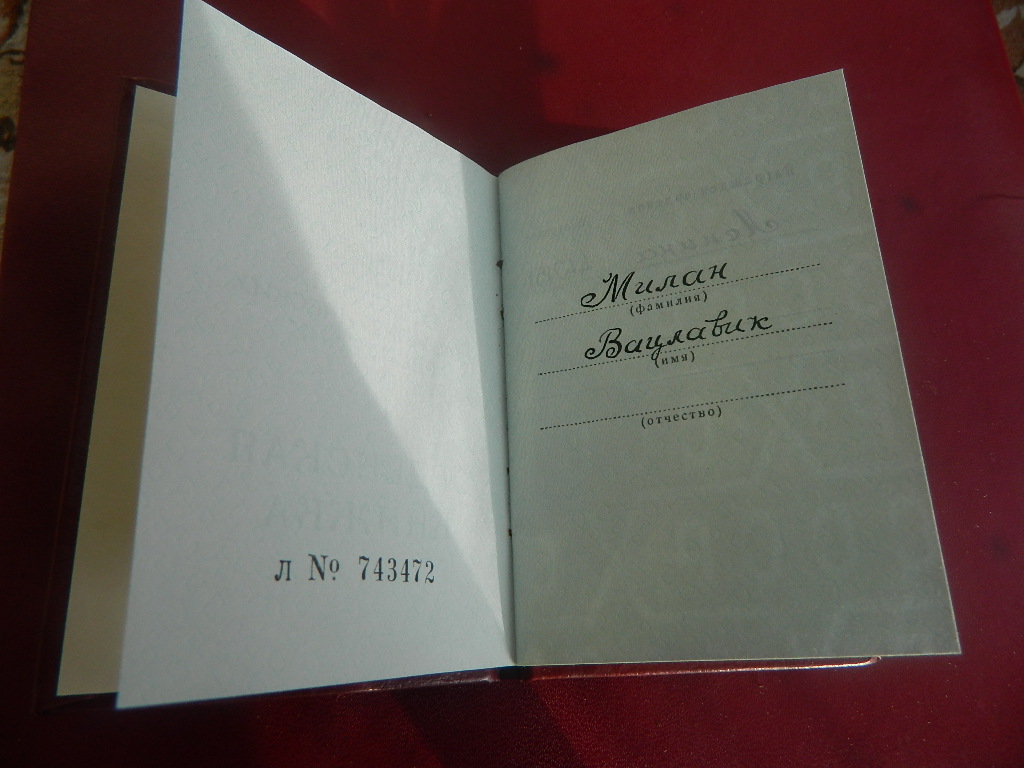 Л № 743472
Милан
(фамилия)
Вацлавик
(имя)
(отчество)